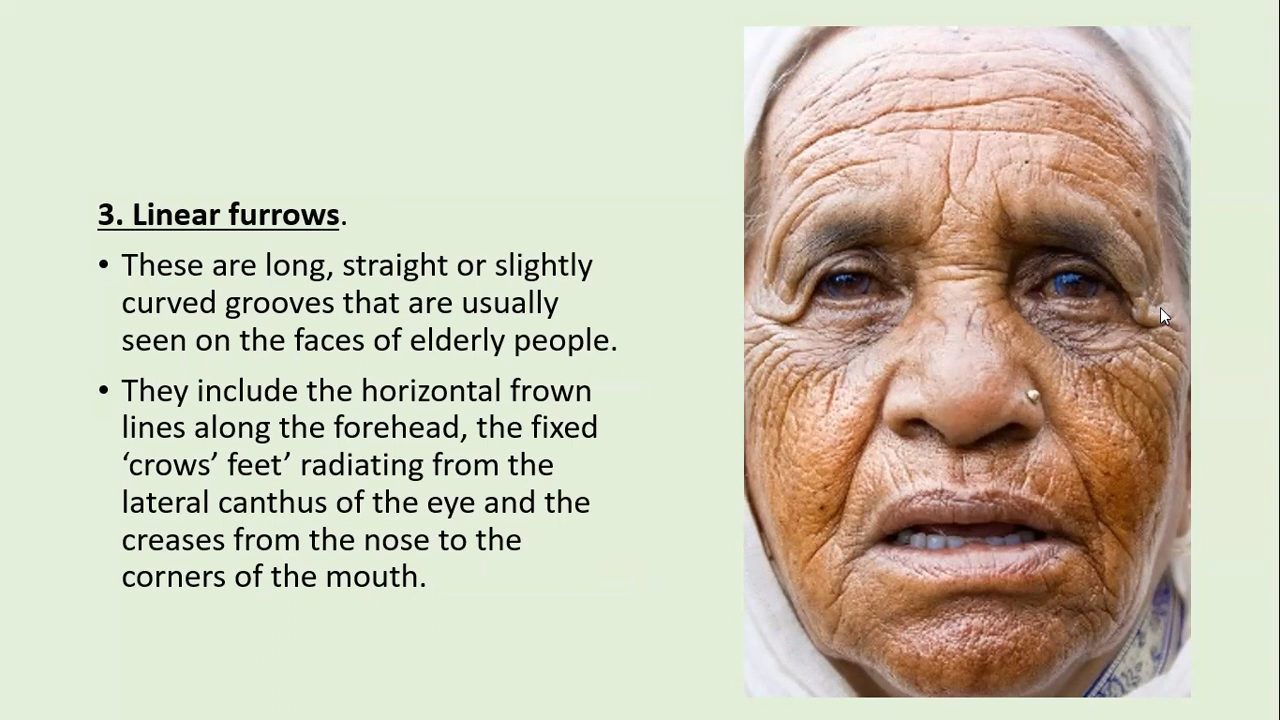 3. Linear furrows.
• These are long, straight or slightly
curved grooves that are usually
seen on the faces of elderly people.
• They include the horizontal frown
lines along the forehead, the fixed
‘crows’ feet’ radiating from the
lateral canthus of the eye and the
creases from the nose to the
corners of the mouth.